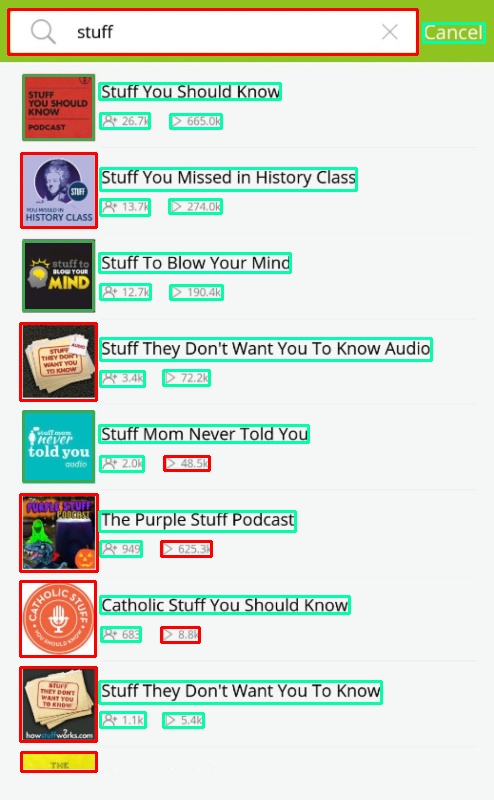 stuff
Cancel
STUFF
YOU SHOULD
KNOW
PODCAST
Stuff You Should Know
26.7k 665.0k
STUFF
YOU MISSED IN
HISTORY CLASS
Stuff You Missed in History Class
13.7k 274.0k
stuff to
BLOW YOUR
MIND
Stuff To Blow Your Mind
12.7k 190.4k
AUDIO
STUFF
THEY DON'T
WANT YOU
TO KNOW
Stuff They Don't Want You To Know Audio
3.4k 72.2k
stuff mom
never
told you
audio
Stuff Mom Never Told You
2.0k 48.5k
PURPLE STUFF
PODCAST
The Purple Stuff Podcast
949 625.3k
CATHOLIC STUFF
YOU SHOULD KNOW
Catholic Stuff You Should Know
683 8.8k
STUFF
THEY DON'T
WANT YOU
TO KNOW
howstuffworks.com
Stuff They Don't Want You To Know
1.1k 5.4k
THE